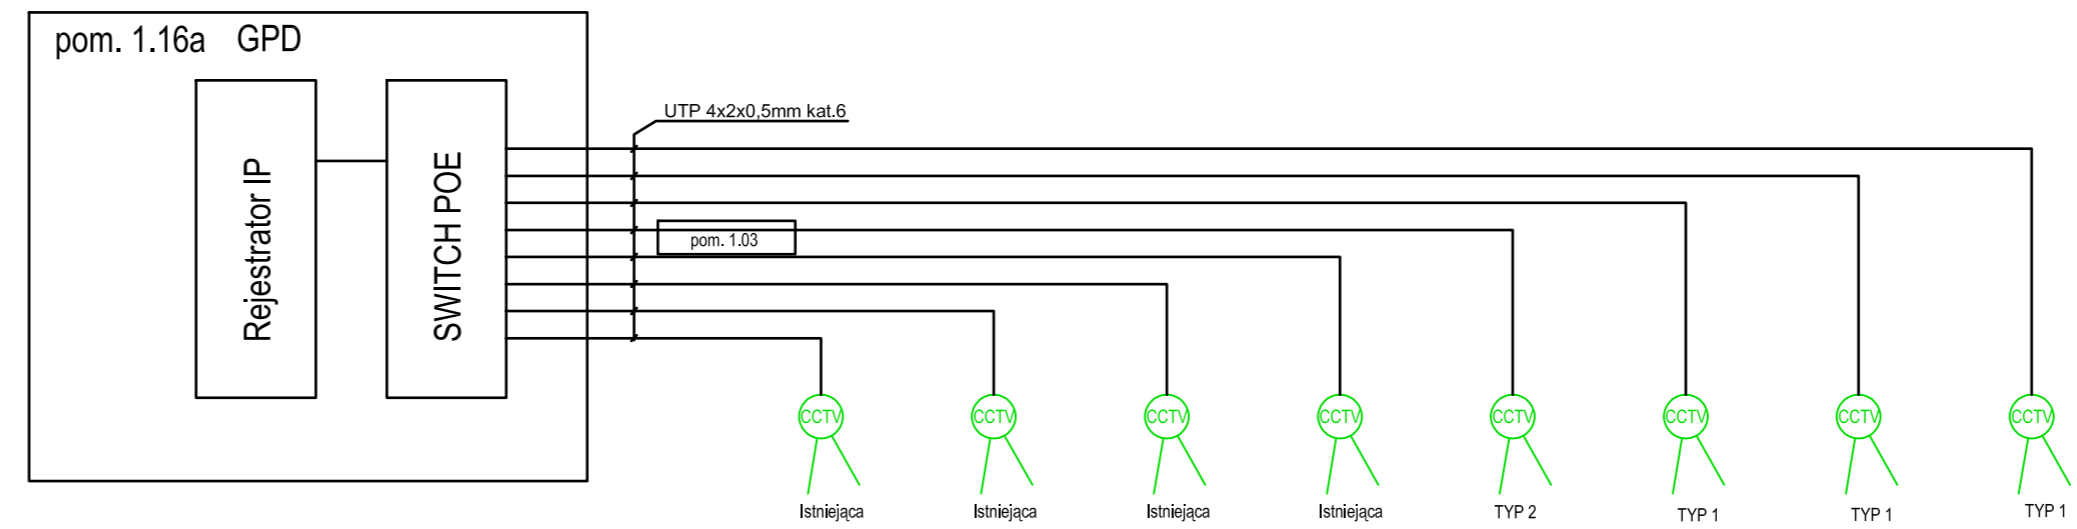 pom. 1.16a GPD
UTP 4x2x0,5mm kat.6
Rejestrator IP
SWITCH POE
pom. 1.03
CCTV CCTV CCTV CCTV CCTV CCTV CCTV CCTV
Istniejąca Istniejąca Istniejąca Istniejąca TYP 2 TYP 1 TYP 1 TYP 1